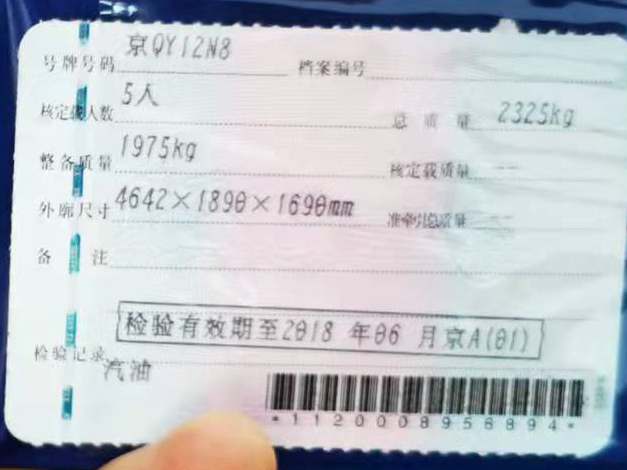 号牌号码 京QY12N8 档案编号
核定载人数 5人 总质量 2325kg
整备质量 1975kg 核定载质量
外廓尺寸 4642×1890×1690mm 准牵引总质量
备注
检验有效期至2018 年06 月京A(01)
检验记录
汽油
*1120008956894*